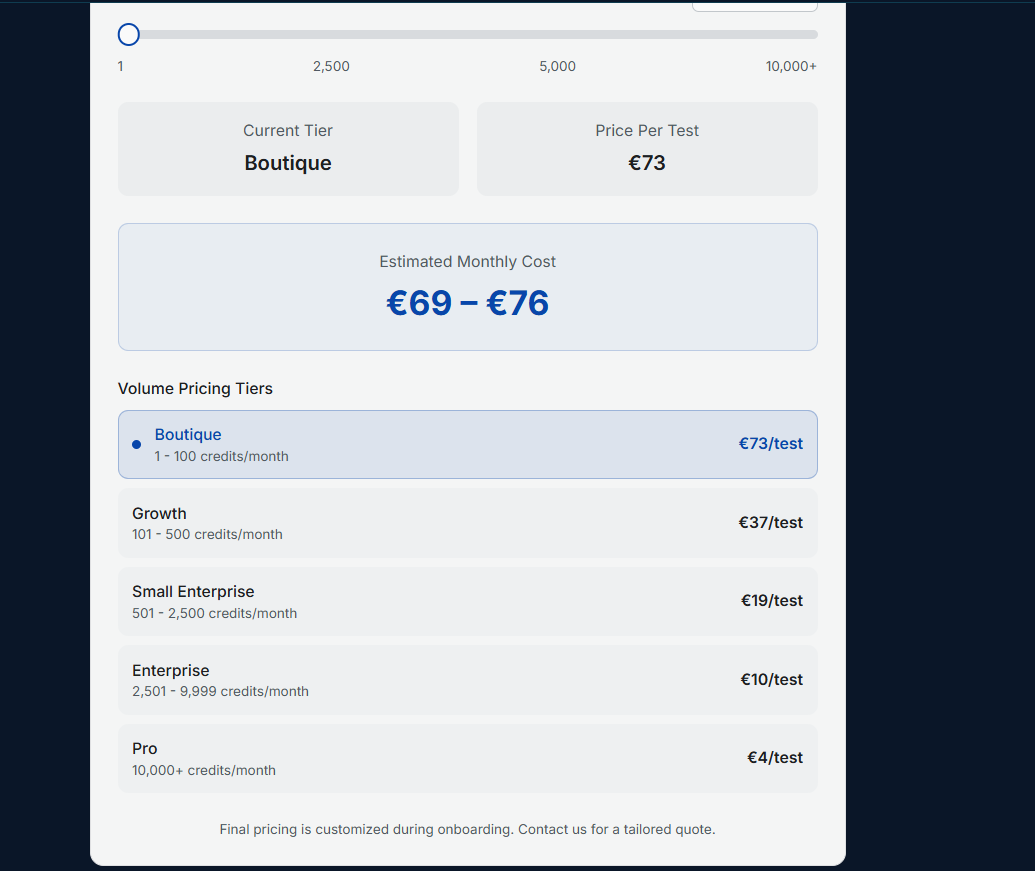 1 2,500 5,000 10,000+
Current Tier
Boutique
Price Per Test
€73
Estimated Monthly Cost
€69 – €76
Volume Pricing Tiers
Boutique
1 - 100 credits/month
€73/test
Growth
101 - 500 credits/month
€37/test
Small Enterprise
501 - 2,500 credits/month
€19/test
Enterprise
2,501 - 9,999 credits/month
€10/test
Pro
10,000+ credits/month
€4/test
Final pricing is customized during onboarding. Contact us for a tailored quote.